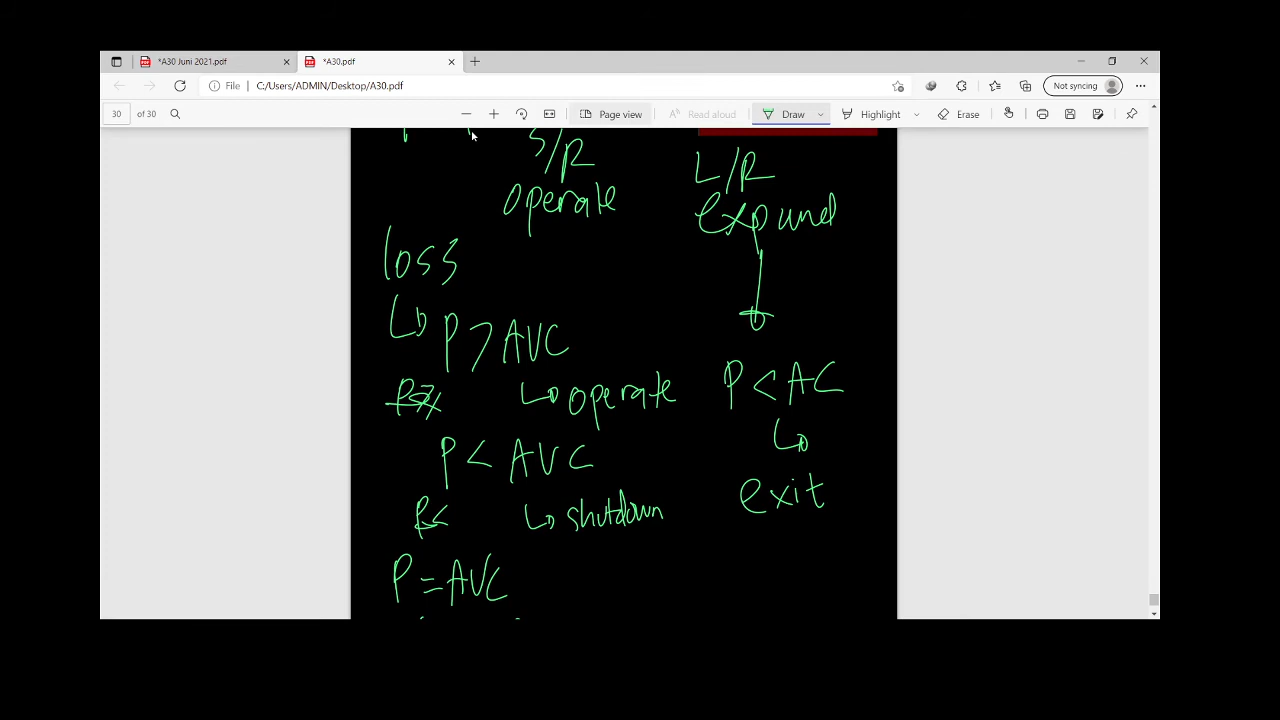 *A30 Juni 2021.pdf
*A30.pdf
File
C:/Users/ADMIN/Desktop/A30.pdf
Not syncing
30 of 30
Page view
Read aloud
Draw
Highlight
Erase
S/R
L/R
operate
expand
loss
P > AVC
operate
P < AC
P < AVC
exit
P<
shutdown
P = AVC